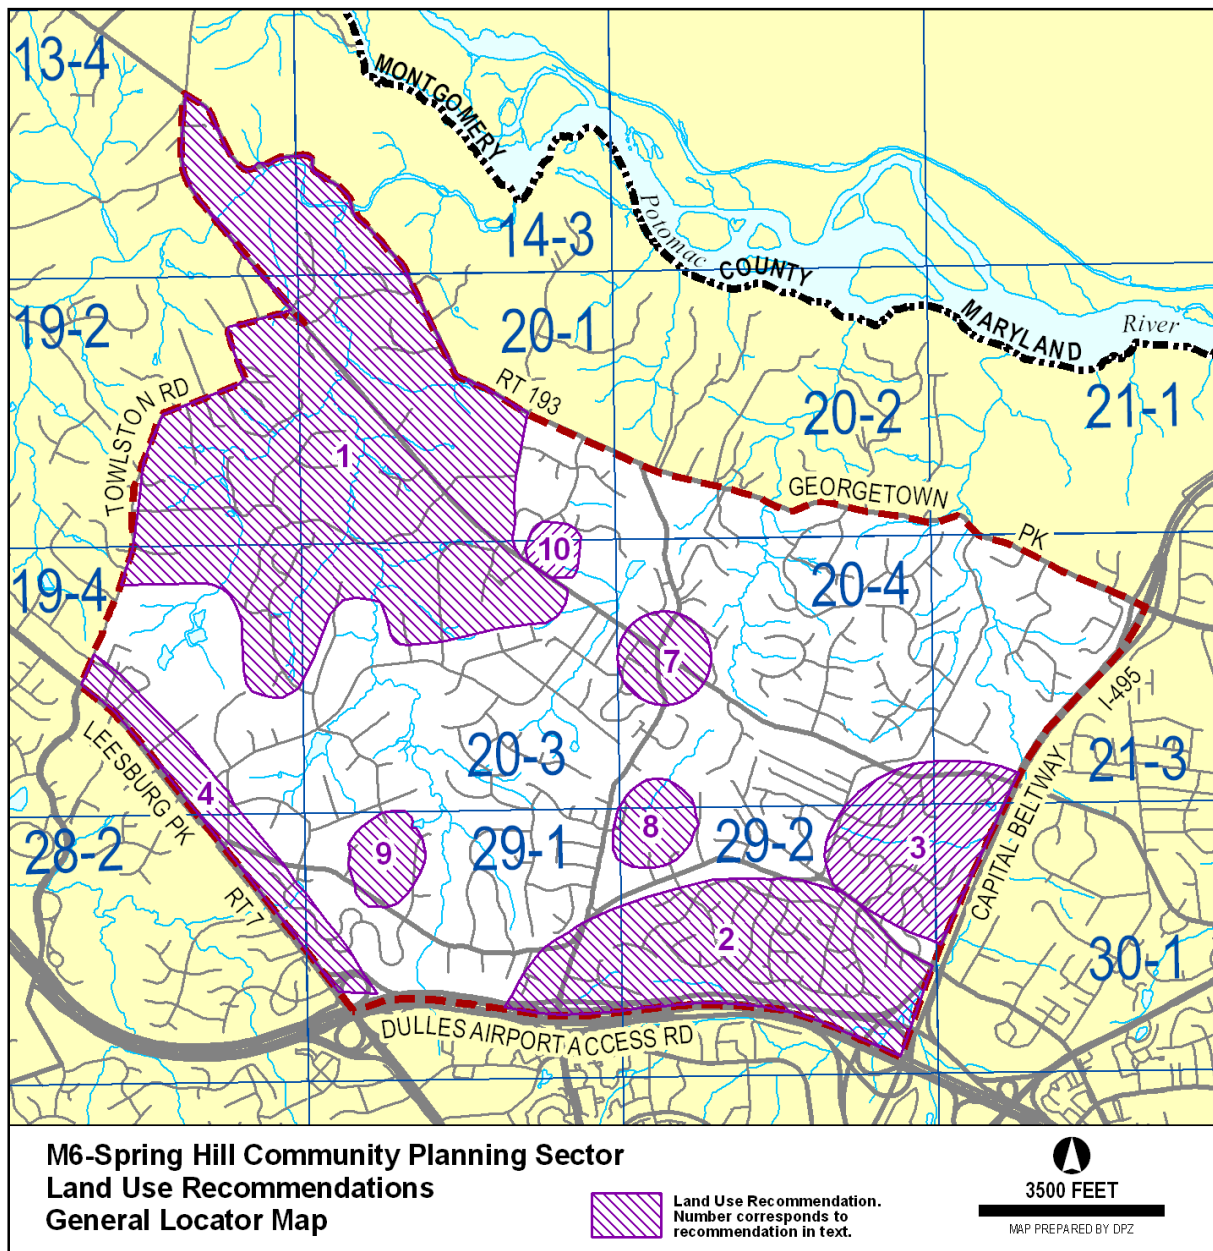 13-4
MONTGOMERY
14-3
Potomac
COUNTY
MARYLAND
River
19-2
20-1
TOWLSTON RD
RT 193
20-2
21-1
1
GEORGETOWN
PK
10
19-4
20-4
7
I-495
LEESBURG PK
20-3
21-3
4
CAPITAL BELTWAY
28-2
9
29-1
8
29-2
3
RT 7
2
30-1
DULLES AIRPORT ACCESS RD
M6-Spring Hill Community Planning Sector
Land Use Recommendations
General Locator Map
Land Use Recommendation.
Number corresponds to
recommendation in text.
3500 FEET
MAP PREPARED BY DPZ